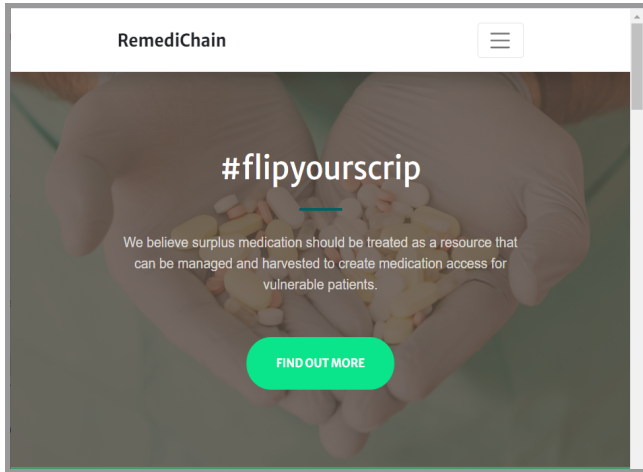 RemediChain
#flipyourscrip
We believe surplus medication should be treated as a resource that
can be managed and harvested to create medication access for
vulnerable patients.
FIND OUT MORE